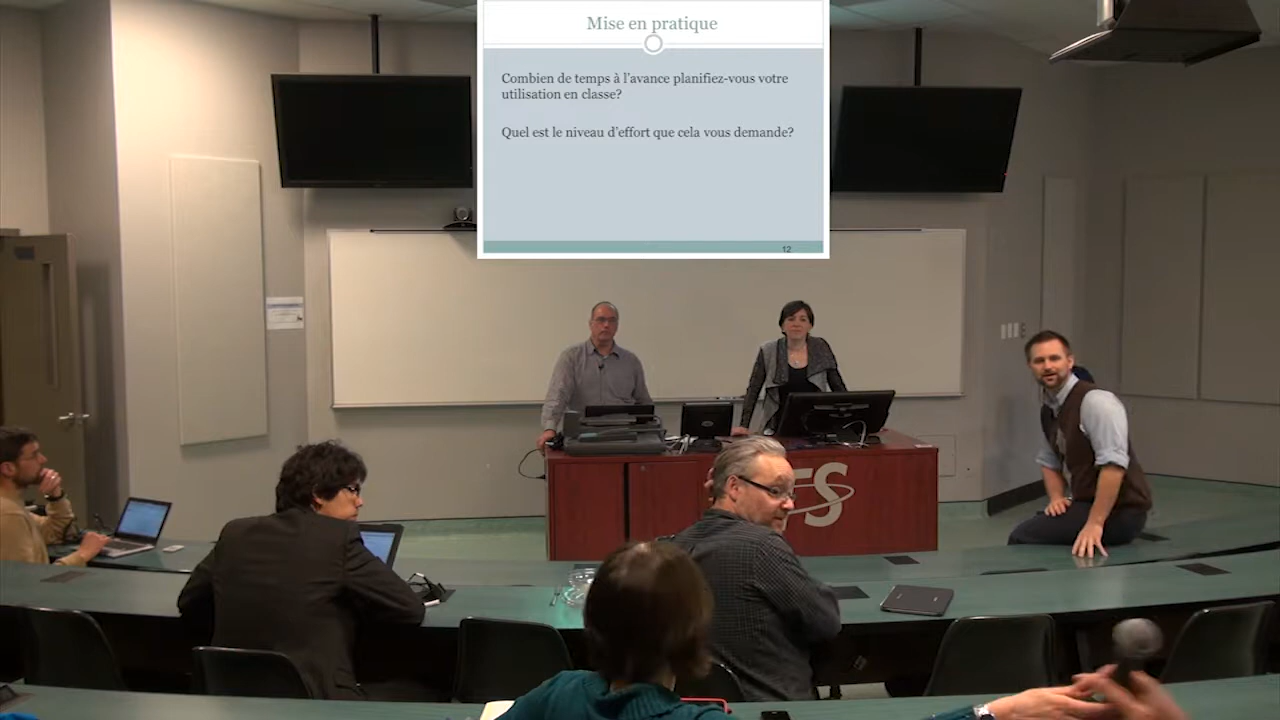 Mise en pratique
Combien de temps à l'avance planifiez-vous votre
utilisation en classe?
Quel est le niveau d'effort que cela vous demande?
12